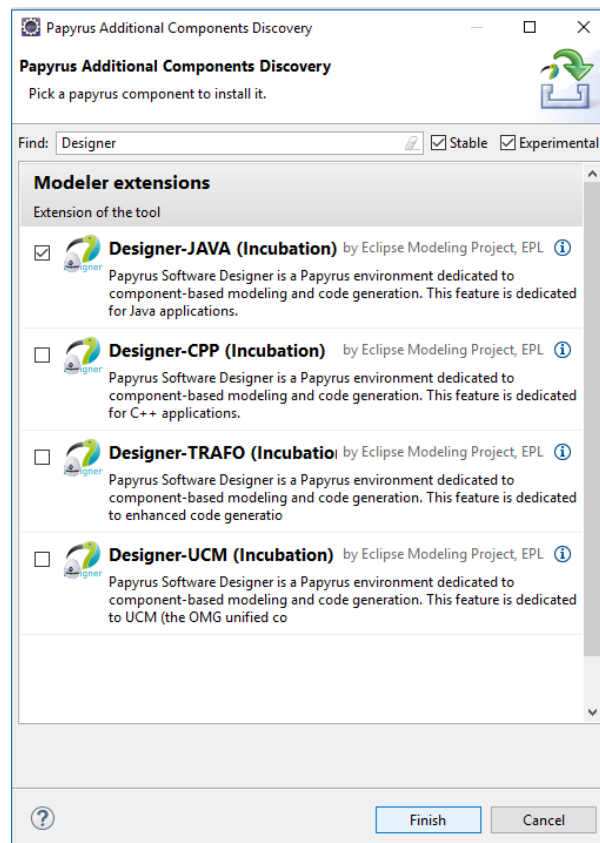 Papyrus Additional Components Discovery
Papyrus Additional Components Discovery
Pick a papyrus component to install it.
Find: Designer Stable Experimental
Modeler extensions
Extension of the tool
Designer-JAVA (Incubation) by Eclipse Modeling Project, EPL
Papyrus Software Designer is a Papyrus environment dedicated to
component-based modeling and code generation. This feature is dedicated
for Java applications.
Designer-CPP (Incubation) by Eclipse Modeling Project, EPL
Papyrus Software Designer is a Papyrus environment dedicated to
component-based modeling and code generation. This feature is dedicated
for C++ applications.
Designer-TRAFO (Incubatio by Eclipse Modeling Project, EPL
Papyrus Software Designer is a Papyrus environment dedicated to
component-based modeling and code generation. This feature is dedicated
to enhanced code generatio
Designer-UCM (Incubation) by Eclipse Modeling Project, EPL
Papyrus Software Designer is a Papyrus environment dedicated to
component-based modeling and code generation. This feature is dedicated
to UCM (the OMG unified co
Finish Cancel